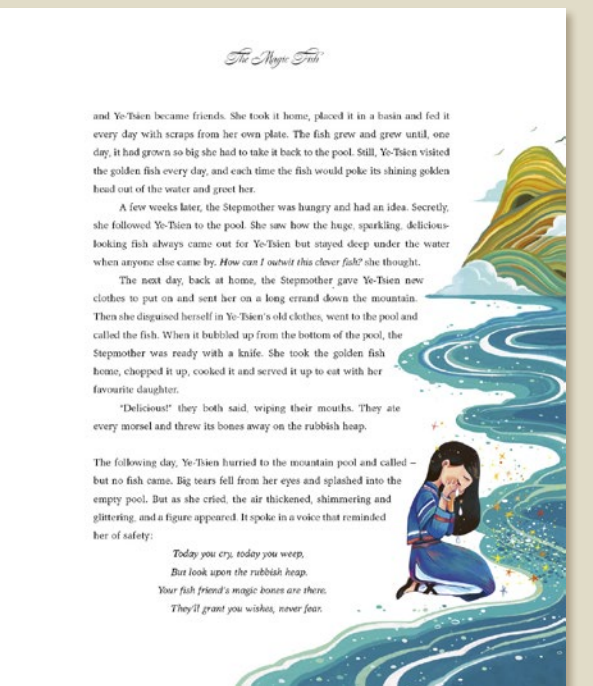 The Magic Fish
and Ye-Tsien became friends. She took it home, placed it in a basin and fed it
every day with scraps from her own plate. The fish grew and grew until, one
day, it had grown so big she had to take it back to the pool. Still, Ye-Tsien visited
the golden fish every day, and each time the fish would poke its shining golden
head out of the water and greet her.
A few weeks later, the Stepmother was hungry and had an idea. Secretly,
she followed Ye-Tsien to the pool. She saw how the huge, sparkling, delicious-
looking fish always came out for Ye-Tsien but stayed deep under the water
when anyone else came by. How can I outwit this clever fish? she thought.
The next day, back at home, the Stepmother gave Ye-Tsien new
clothes to put on and sent her on a long errand down the mountain.
Then she disguised herself in Ye-Tsien's old clothes, went to the pool and
called the fish. When it bubbled up from the bottom of the pool, the
Stepmother was ready with a knife. She took the golden fish
home, chopped it up, cooked it and served it up to eat with her
favourite daughter.
"Delicious!" they both said, wiping their mouths. They ate
every morsel and threw its bones away on the rubbish heap.
The following day, Ye-Tsien hurried to the mountain pool and called –
but no fish came. Big tears fell from her eyes and splashed into the
empty pool. But as she cried, the air thickened, shimmering and
glittering, and a figure appeared. It spoke in a voice that reminded
her of safety:
Today you cry, today you weep,
But look upon the rubbish heap.
Your fish friend's magic bones are there.
They'll grant you wishes, never fear.